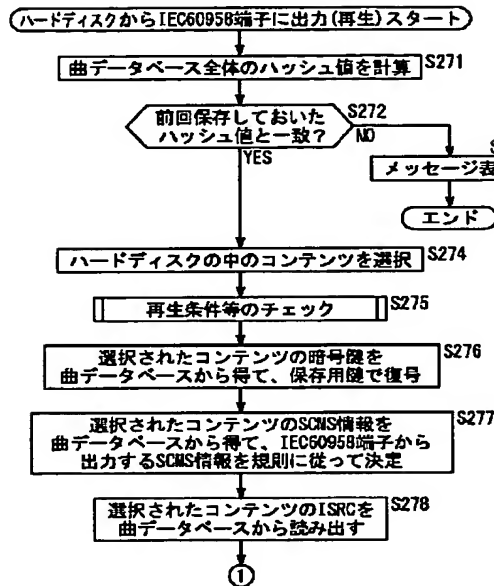 ハードディスクからIEC60958端子に出力(再生)スタート
曲データベース全体のハッシュ値を計算
S271
前回保存しておいた
ハッシュ値と一致?
S272
NO
YES
S
メッセージ表
エンド
ハードディスクの中のコンテンツを選択
S274
再生条件等のチェック
S275
選択されたコンテンツの暗号鍵を
曲データベースから得て、保存用鍵で復号
S276
選択されたコンテンツのSCMS情報を
曲データベースから得て、IEC60958端子から
出力するSCMS情報を規則に従って決定
S277
選択されたコンテンツのISRCを
曲データベースから読み出す
S278
1